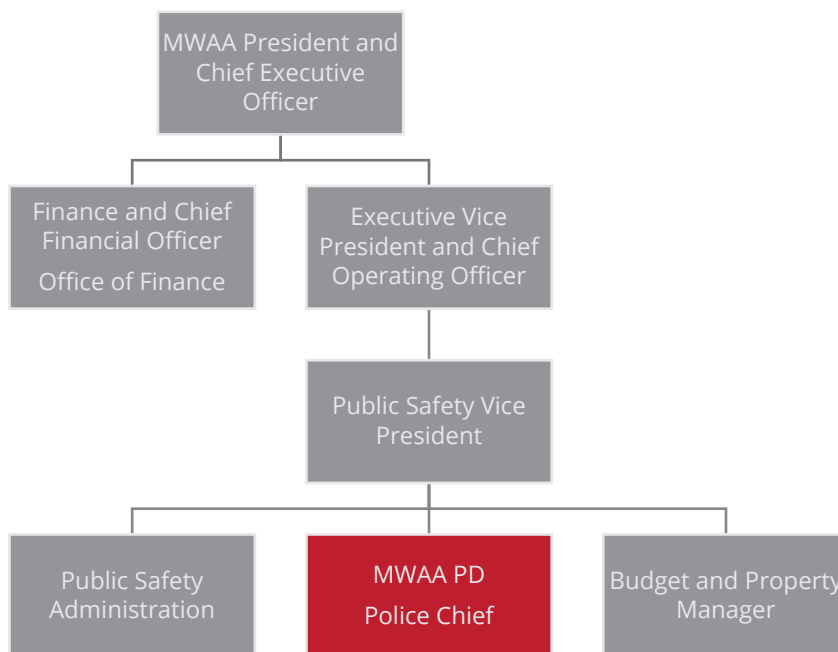 MWAA President and
Chief Executive
Officer
Finance and Chief
Financial Officer
Office of Finance
Executive Vice
President and Chief
Operating Officer
Public Safety Vice
President
Public Safety
Administration
MWAA PD
Police Chief
Budget and Property
Manager